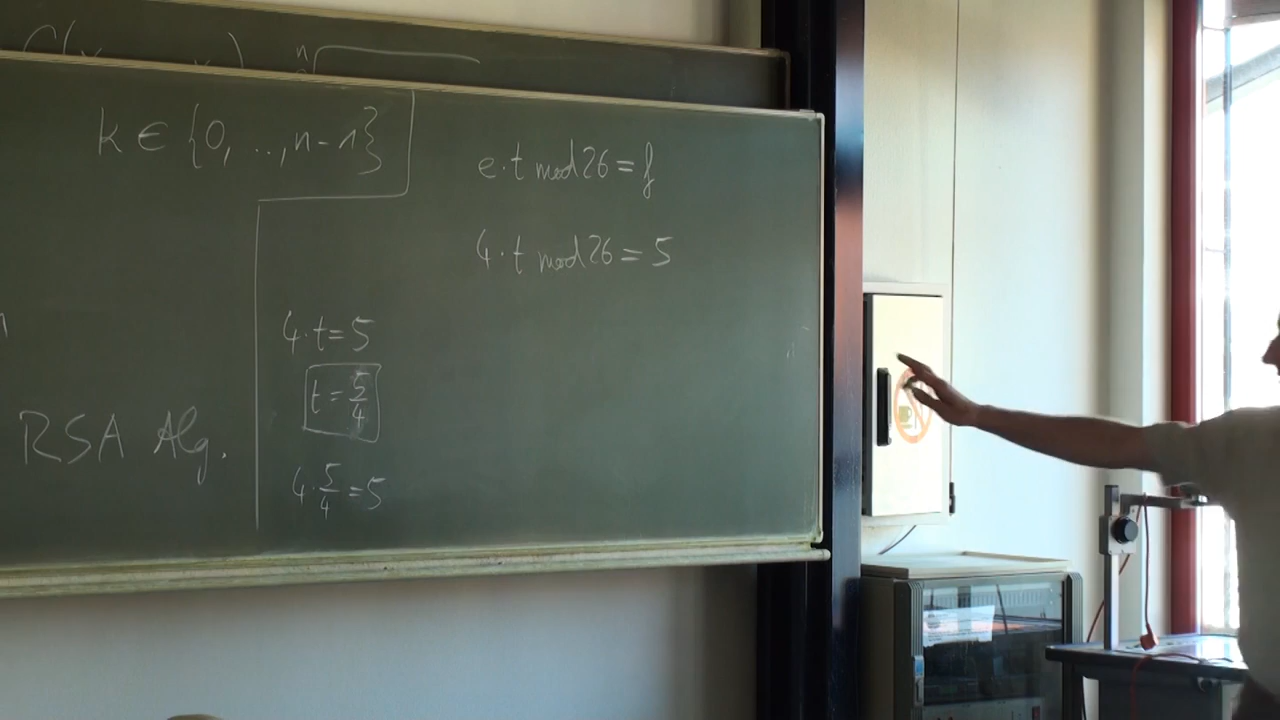 n
k ∈ {0, .., n-1}
e·t mod 26 = f
4·t mod 26 = 5
4·t=5
t=5/4
4·5/4=5
RSA Alg.